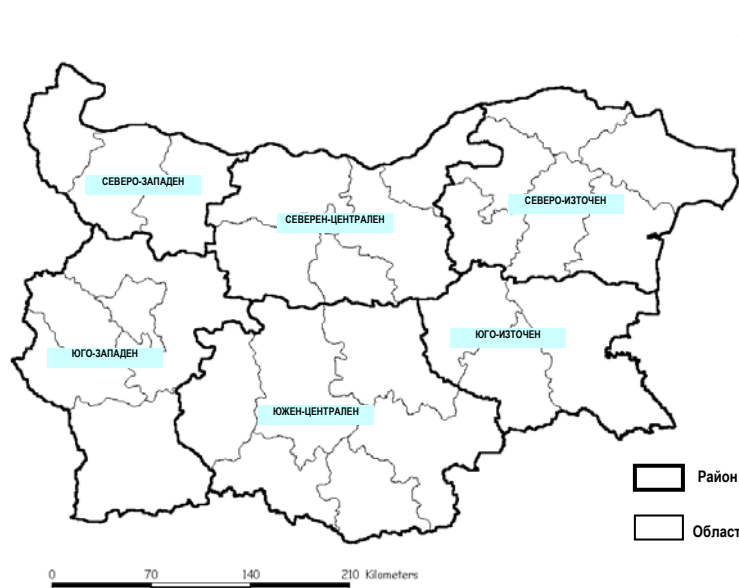 СЕВЕРО-ЗАПАДЕН
СЕВЕРО-ИЗТОЧЕН
СЕВЕРЕН-ЦЕНТРАЛЕН
ЮГО-ИЗТОЧЕН
ЮГО-ЗАПАДЕН
ЮЖЕН-ЦЕНТРАЛЕН
Район
Област
0 70 140 210 Kilometers